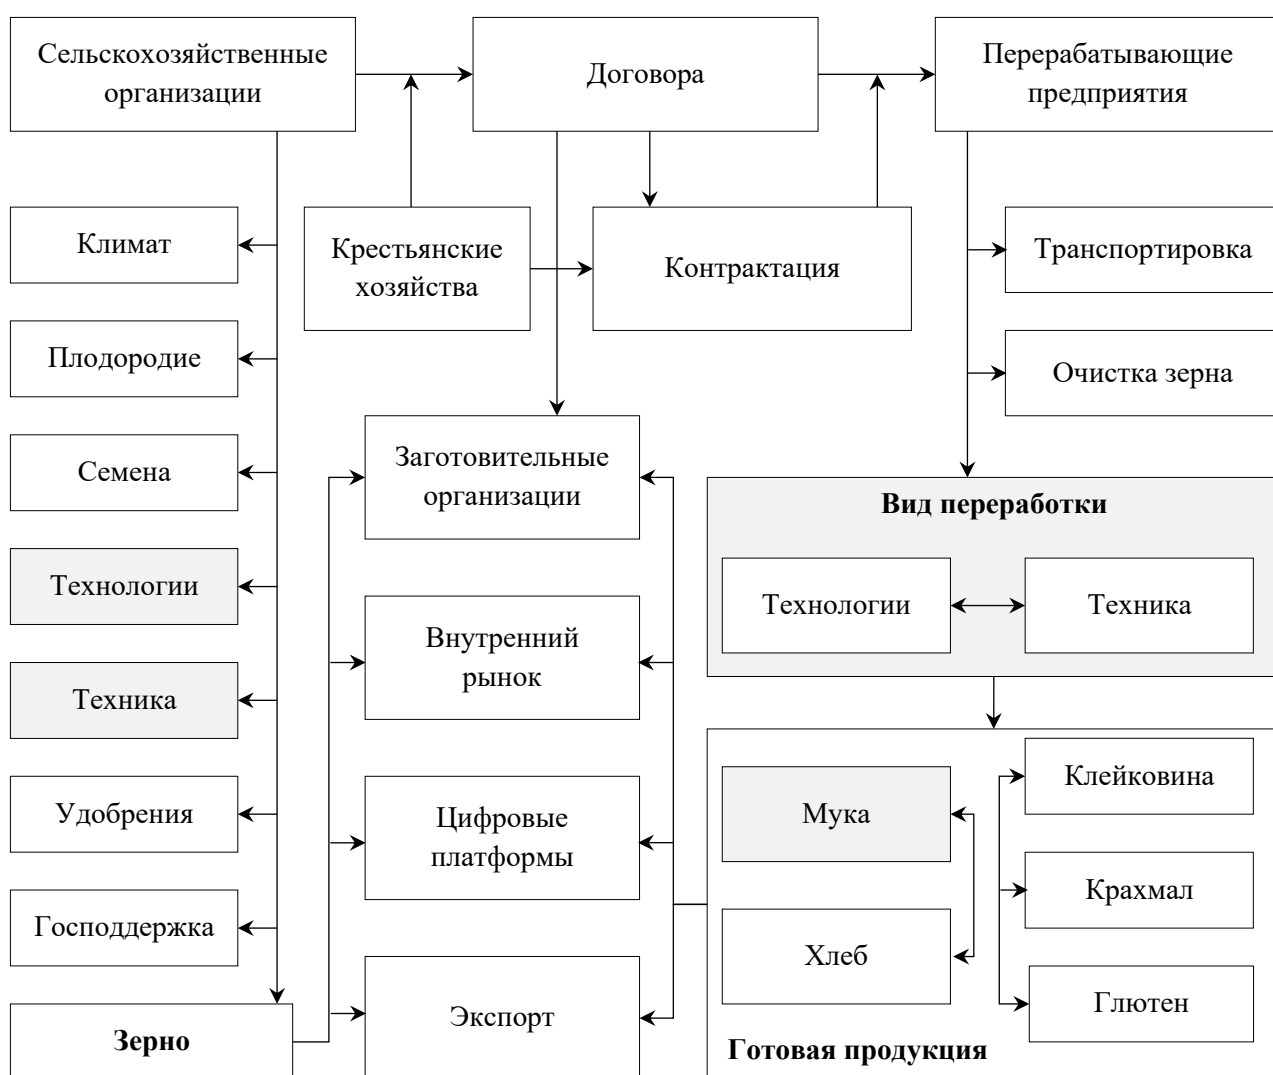 Сельскохозяйственные
организации
Договора
Перерабатывающие
предприятия
Климат
Крестьянские
хозяйства
Контрактация
Транспортировка
Плодородие
Очистка зерна
Семена
Заготовительные
организации
Вид переработки
Технологии
Технологии
Техника
Внутренний
рынок
Техника
Удобрения
Цифровые
платформы
Мука
Клейковина
Крахмал
Господдержка
Хлеб
Глютен
Зерно
Экспорт
Готовая продукция